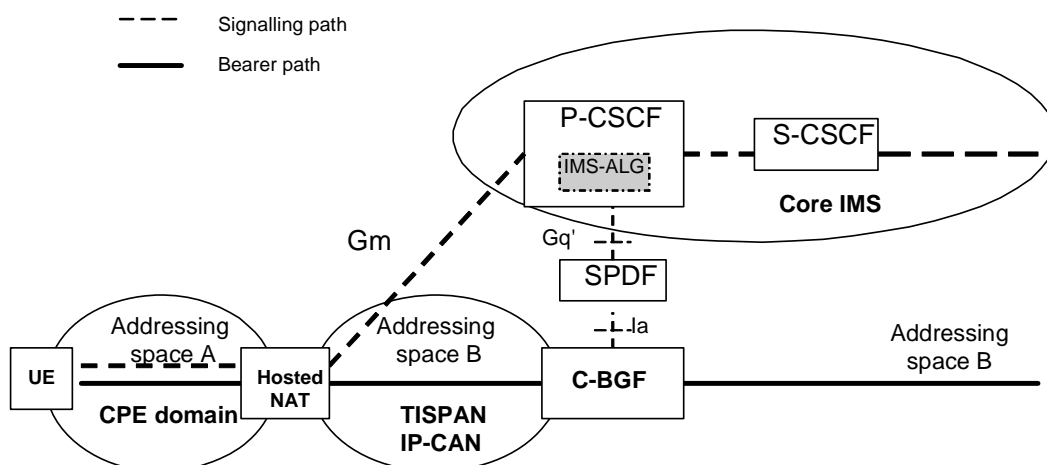 Signalling path
Bearer path
P-CSCF
IMS-ALG
S-CSCF
Core IMS
Gm
Gq'
SPDF
Ia
Addressing
space A
Addressing
space B
Addressing
space B
UE
Hosted
NAT
C-BGF
CPE domain
TISPAN
IP-CAN